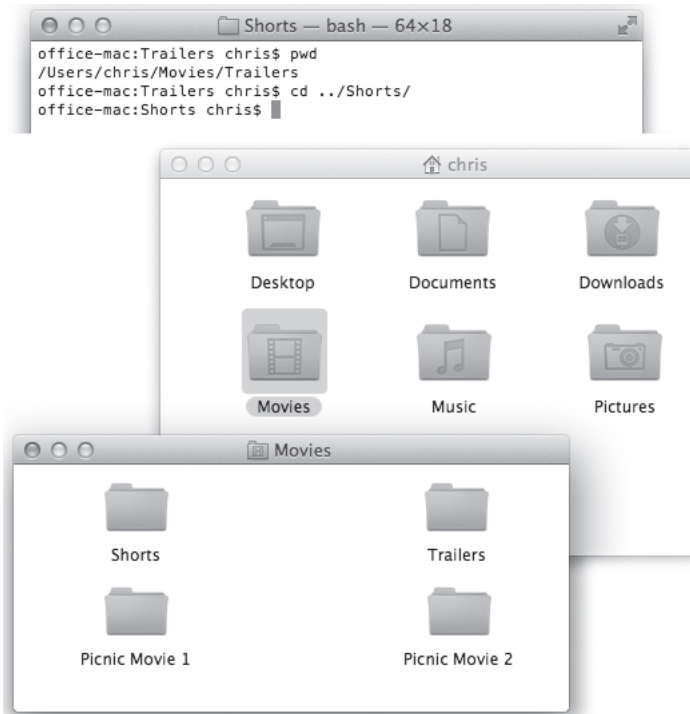 Shorts — bash — 64×18
office-mac:Trailers chris$ pwd
/Users/chris/Movies/Trailers
office-mac:Trailers chris$ cd ../Shorts/
office-mac:Shorts chris$
chris
Desktop Documents Downloads
Movies Music Pictures
Movies
Shorts Trailers
Picnic Movie 1 Picnic Movie 2